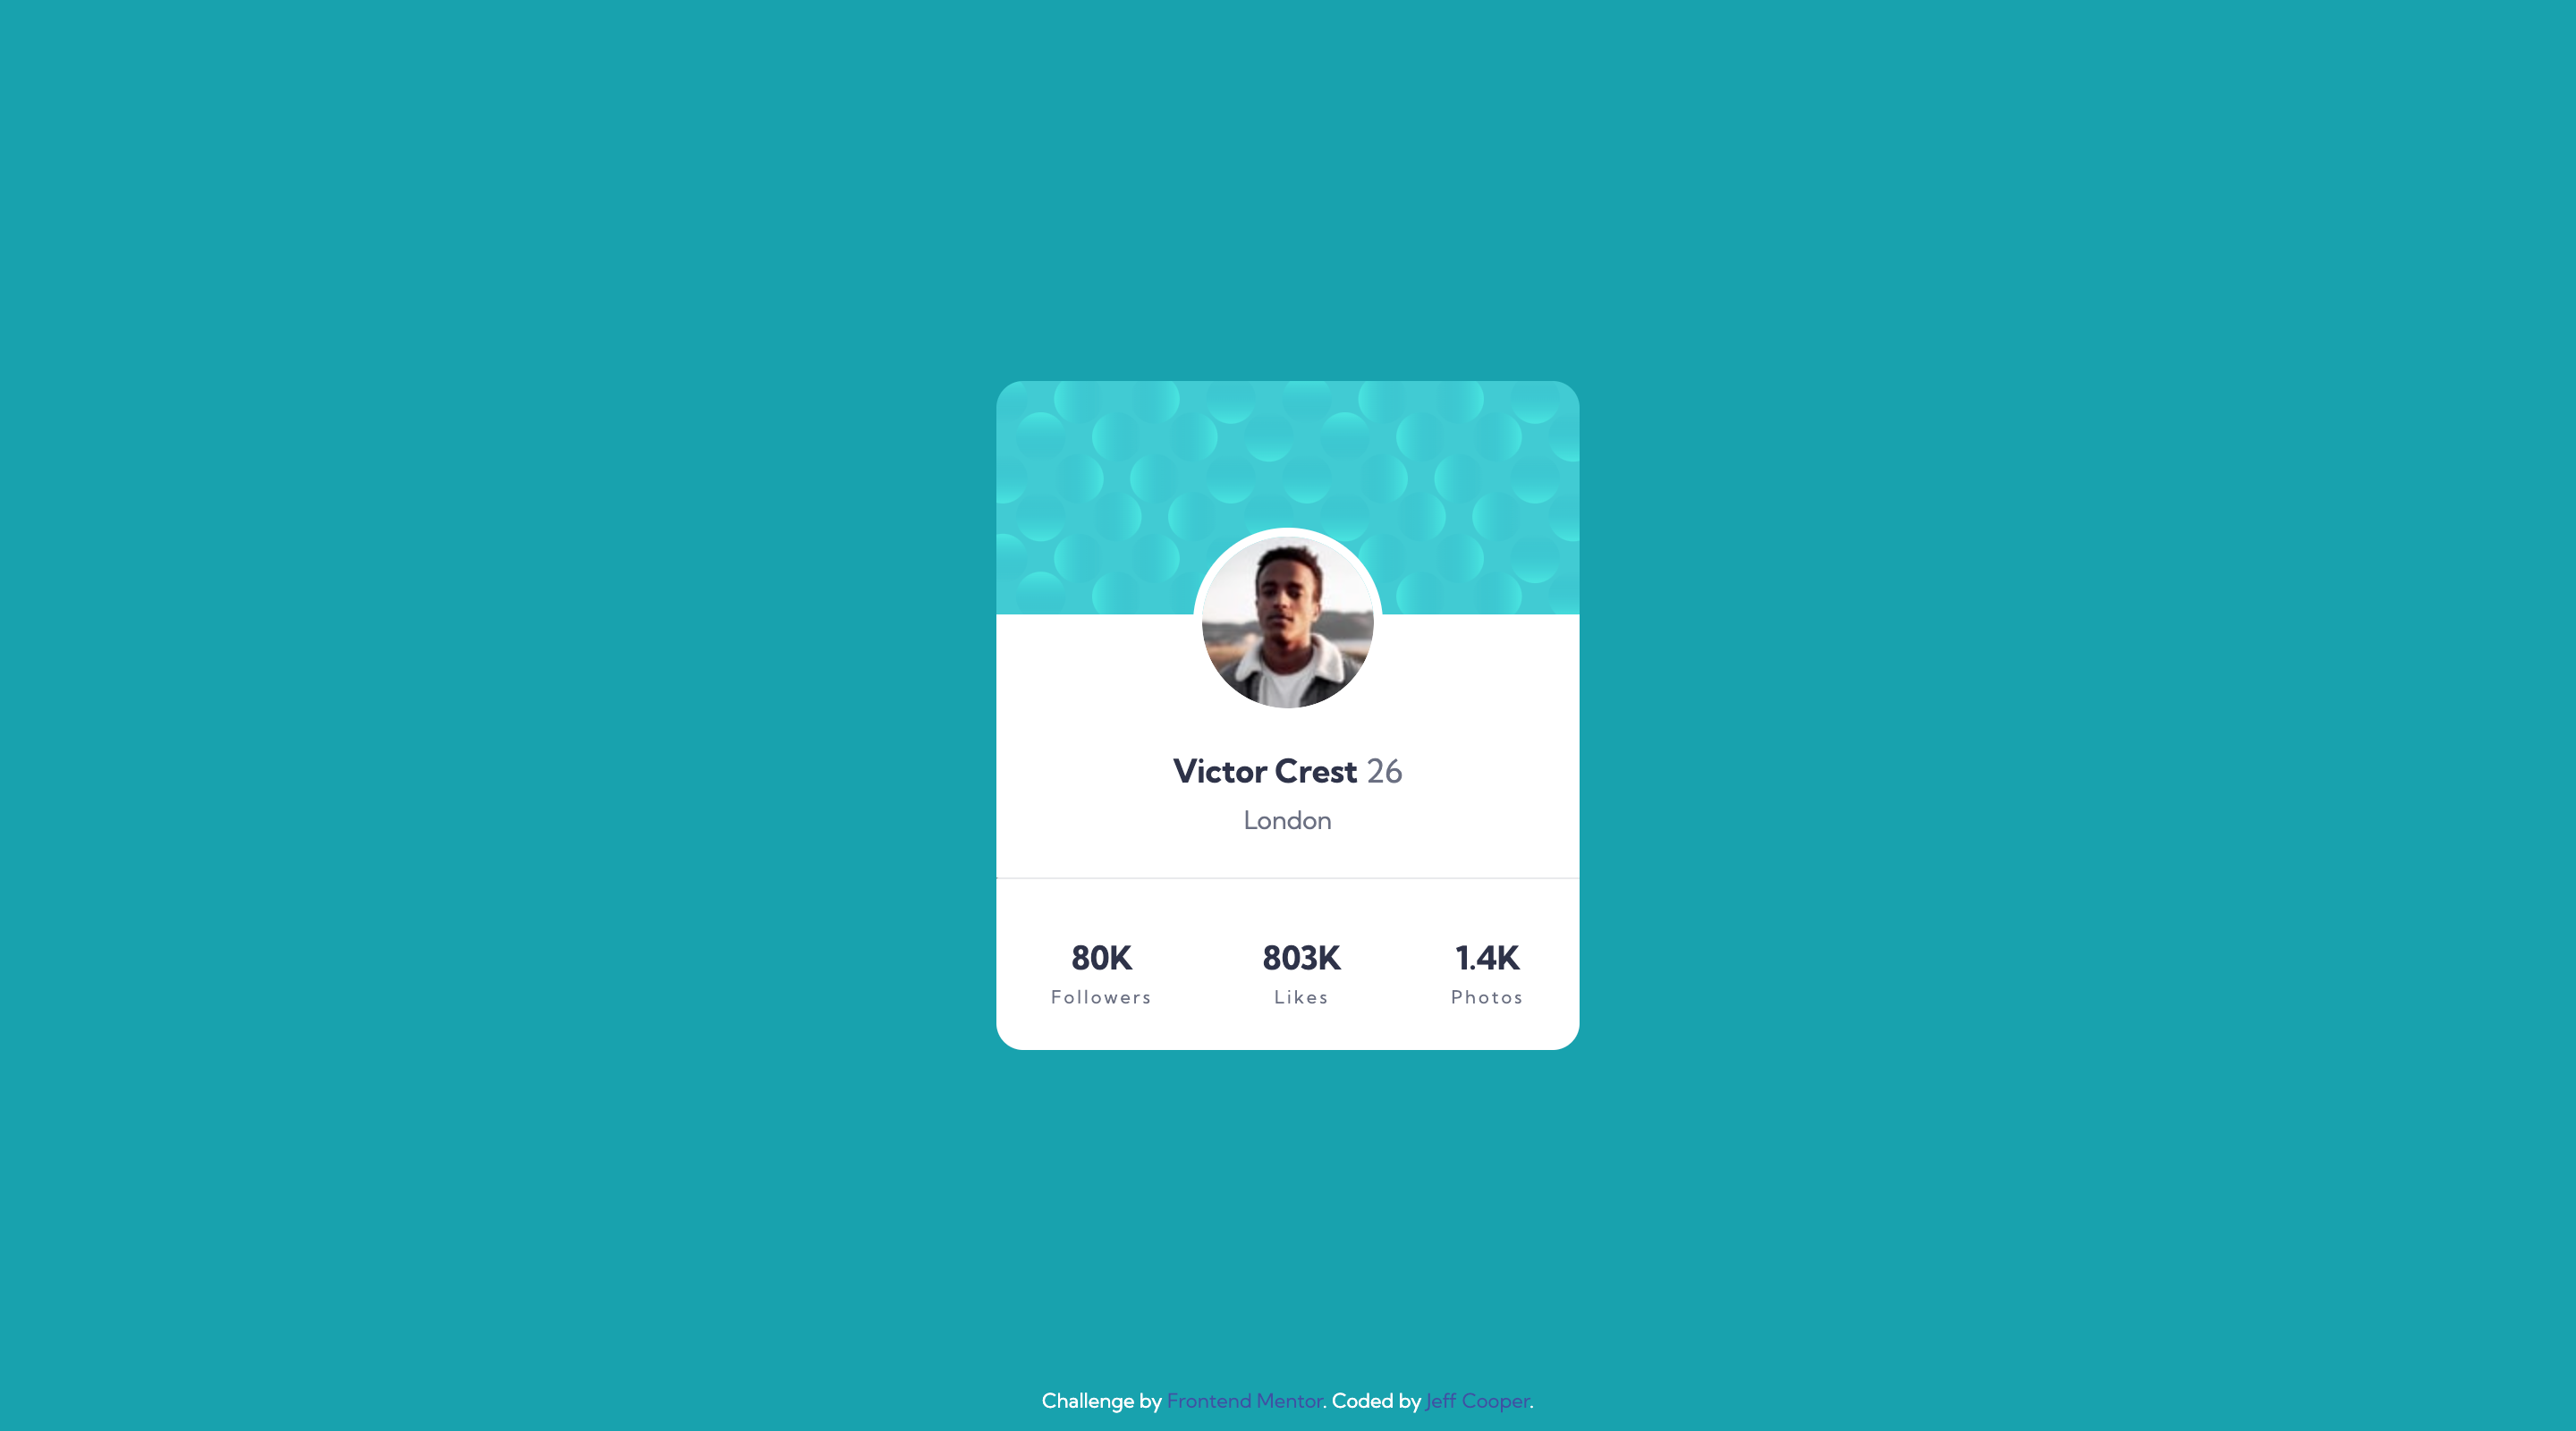 Victor Crest 26
London
80K 803K 1.4K
Followers Likes Photos
Challenge by Frontend Mentor. Coded by Jeff Cooper.